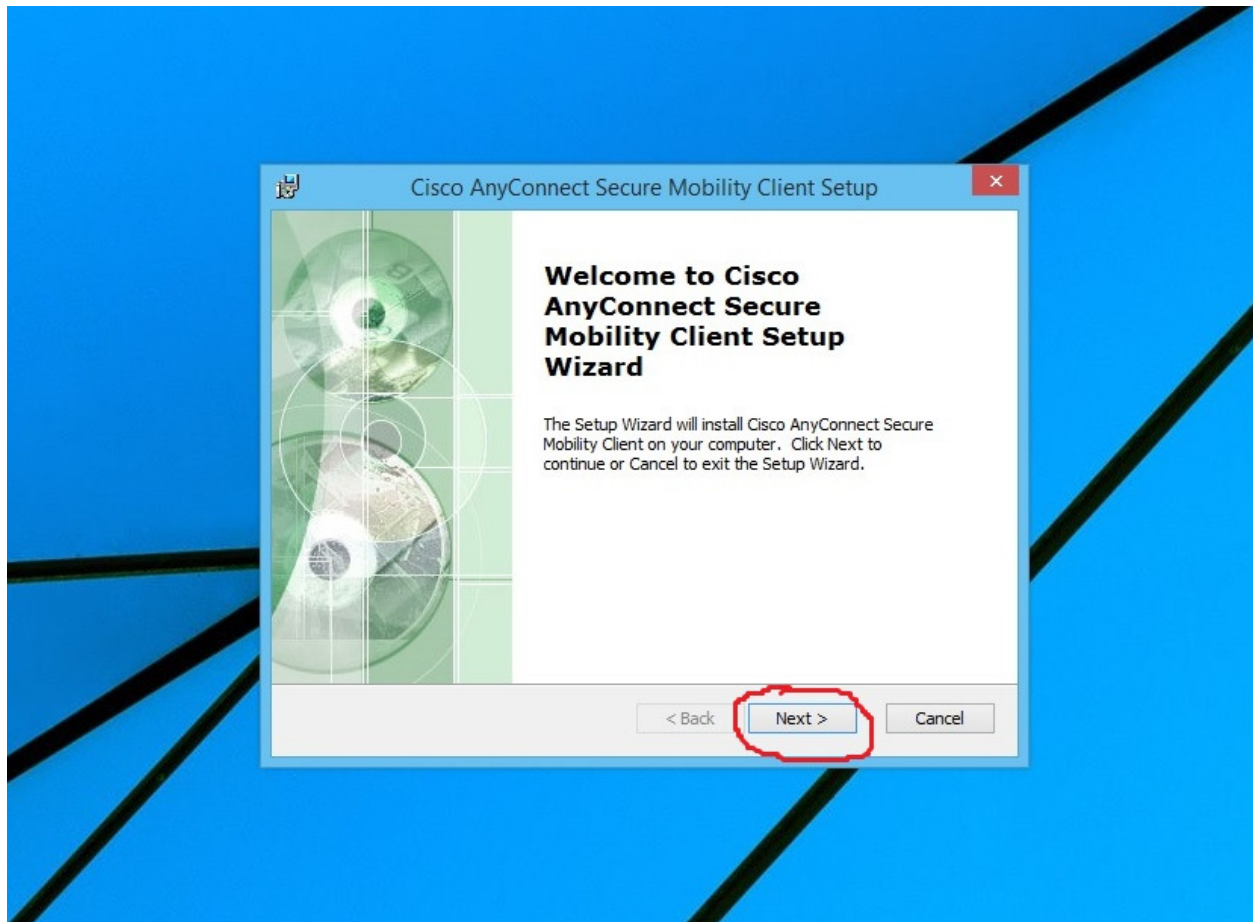 Cisco AnyConnect Secure Mobility Client Setup
Welcome to Cisco
AnyConnect Secure
Mobility Client Setup
Wizard
The Setup Wizard will install Cisco AnyConnect Secure
Mobility Client on your computer. Click Next to
continue or Cancel to exit the Setup Wizard.
< Back Next > Cancel